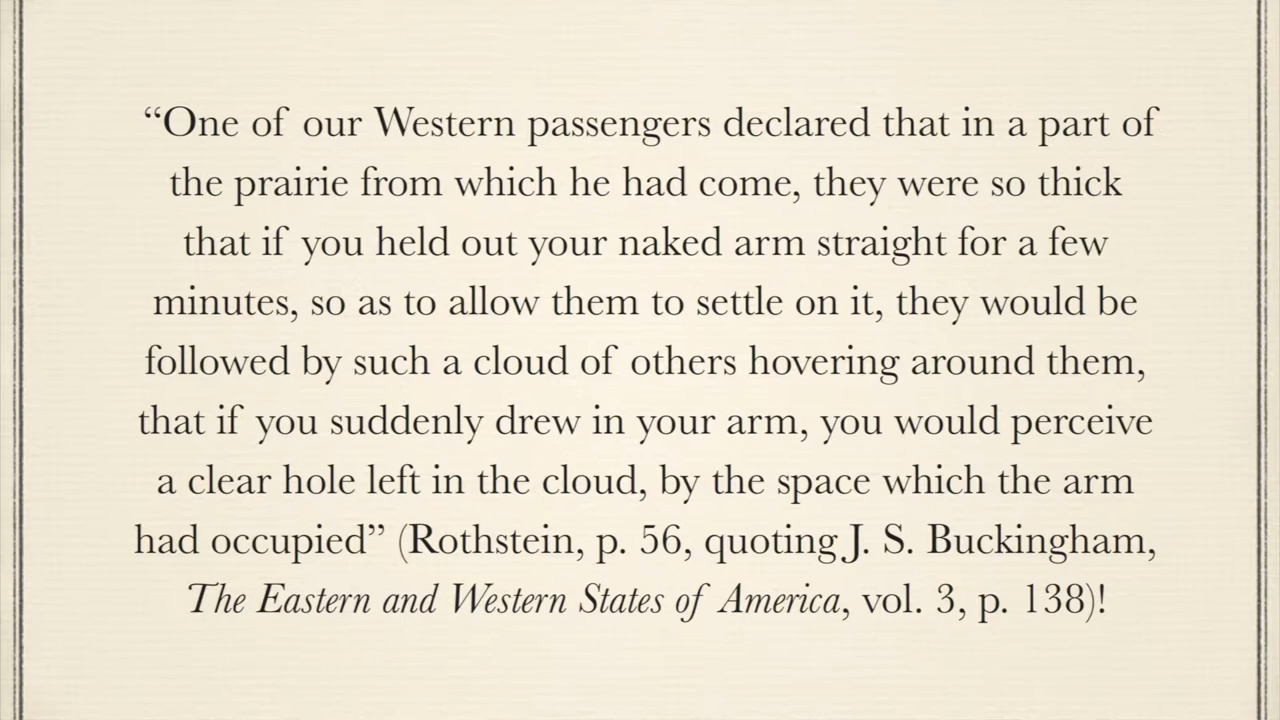 “One of our Western passengers declared that in a part of
the prairie from which he had come, they were so thick
that if you held out your naked arm straight for a few
minutes, so as to allow them to settle on it, they would be
followed by such a cloud of others hovering around them,
that if you suddenly drew in your arm, you would perceive
a clear hole left in the cloud, by the space which the arm
had occupied” (Rothstein, p. 56, quoting J. S. Buckingham,
The Eastern and Western States of America, vol. 3, p. 138)!